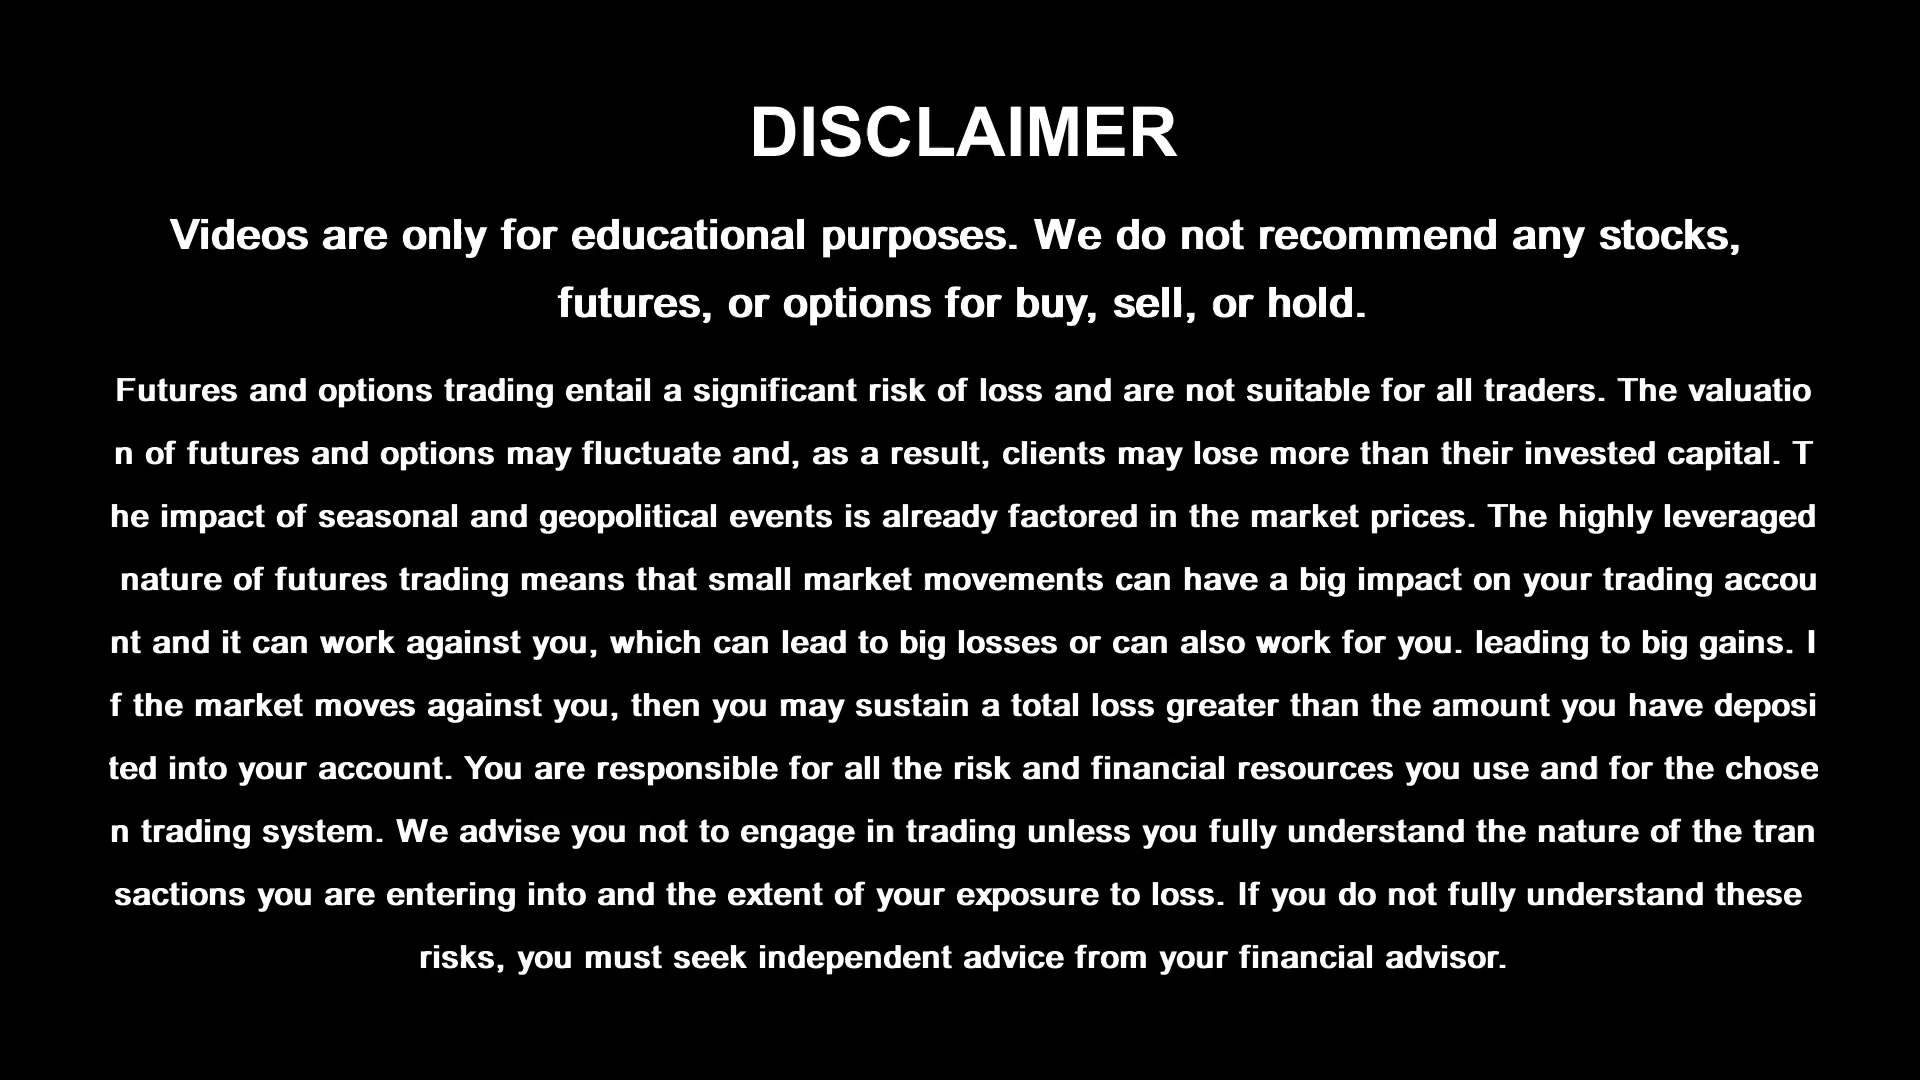 DISCLAIMER
Videos are only for educational purposes. We do not recommend any stocks,
futures, or options for buy, sell, or hold.
Futures and options trading entail a significant risk of loss and are not suitable for all traders. The valuatio
n of futures and options may fluctuate and, as a result, clients may lose more than their invested capital. T
he impact of seasonal and geopolitical events is already factored in the market prices. The highly leveraged
nature of futures trading means that small market movements can have a big impact on your trading accou
nt and it can work against you, which can lead to big losses or can also work for you. leading to big gains. I
f the market moves against you, then you may sustain a total loss greater than the amount you have deposi
ted into your account. You are responsible for all the risk and financial resources you use and for the chose
n trading system. We advise you not to engage in trading unless you fully understand the nature of the tran
sactions you are entering into and the extent of your exposure to loss. If you do not fully understand these
risks, you must seek independent advice from your financial advisor.